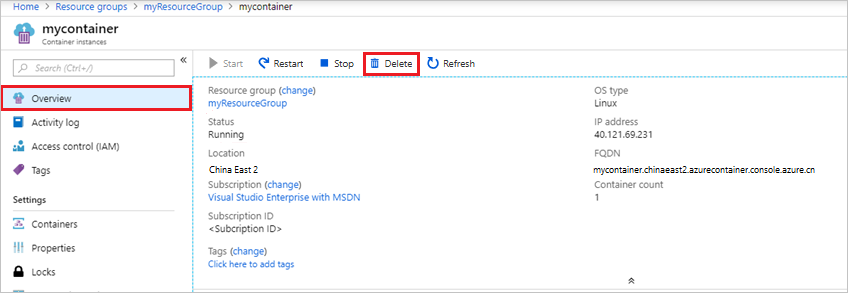 Home > Resource groups > myResourceGroup > mycontainer
mycontainer
Container instances
«
Search (Ctrl+/)
Overview
Activity log
Access control (IAM)
Tags
Settings
Containers
Properties
Locks
Start Restart Stop Delete Refresh
Resource group (change)
myResourceGroup
Status
Running
Location
China East 2
Subscription (change)
Visual Studio Enterprise with MSDN
Subscription ID
<Subcription ID>
Tags (change)
Click here to add tags
OS type
Linux
IP address
40.121.69.231
FQDN
mycontainer.chinaeast2.azurecontainer.console.azure.cn
Container count
1